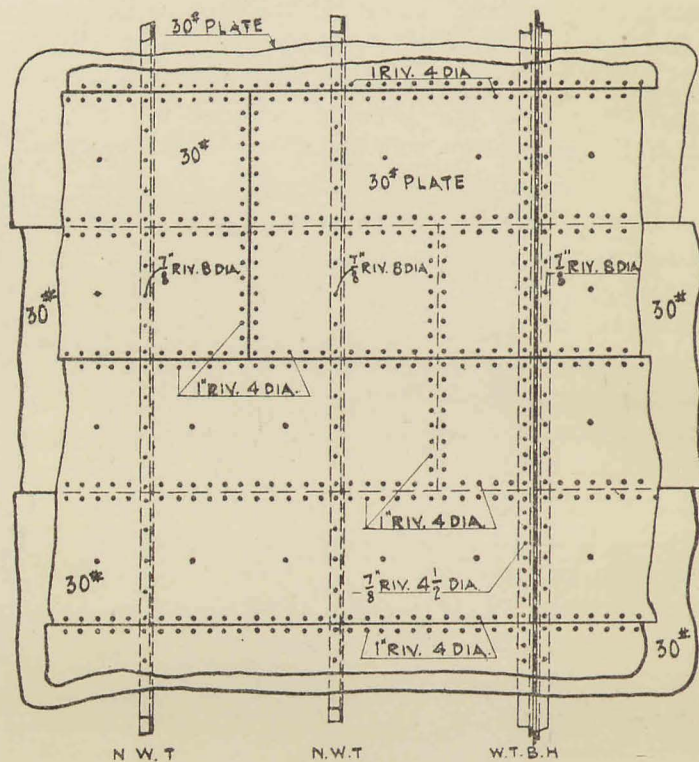 30# PLATE
1 RIV. 4 DIA
30#
30# PLATE
7/8" RIV. 8 DIA.
7/8" RIV. 8 DIA.
7/8" RIV. 8 DIA
30#
30#
1" RIV. 4 DIA.
1" RIV. 4 DIA
30#
7/8" RIV. 4 1/2 DIA
1" RIV. 4 DIA
30#
N W. T
N.W.T
W.T.B.H